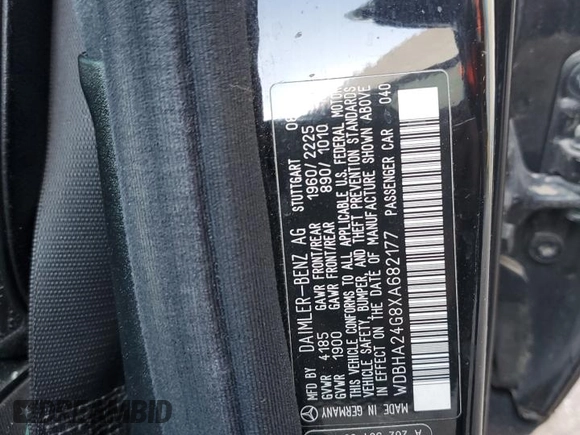 MFD BY DAIMLER-BENZ AG STUTTGART
GVWR 4185 GAWR FRONT/REAR 1960/2225
GVWR 1900 GAWR FRONT/REAR 890/1010
THIS VEHICLE CONFORMS TO ALL APPLICABLE U.S. FEDERAL MOTOR
VEHICLE SAFETY, BUMPER, AND THEFT PREVENTION STANDARDS
IN EFFECT ON THE DATE OF MANUFACTURE SHOWN ABOVE
WDBHA24G8XA682177 PASSENGER CAR 040
MADE IN GERMANY
A 202